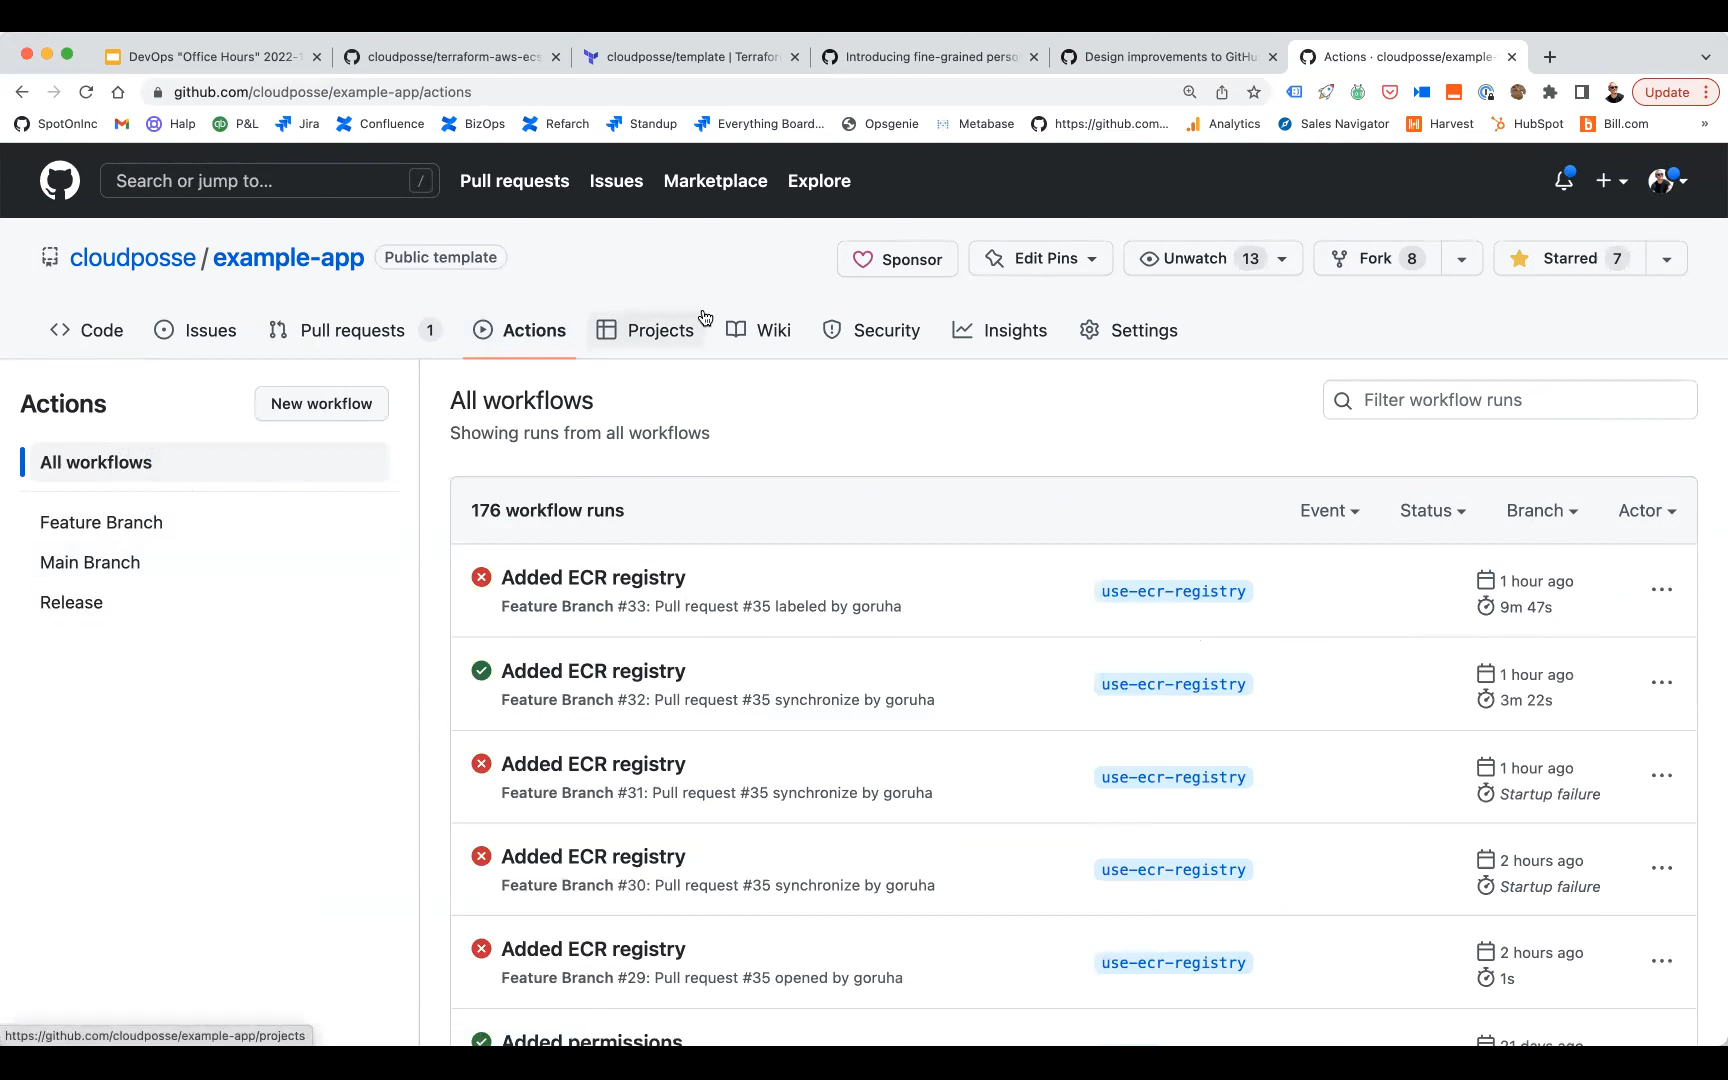 DevOps "Office Hours" 2022-1
cloudposse/terraform-aws-ecs
cloudposse/template | Terrafor
Introducing fine-grained perso
Design improvements to GitHu
Actions · cloudposse/example-
github.com/cloudposse/example-app/actions
Update
SpotOnInc
Halp
P&L
Jira
Confluence
BizOps
Refarch
Standup
Everything Board...
Opsgenie
Metabase
https://github.com...
Analytics
Sales Navigator
Harvest
HubSpot
Bill.com
»
Search or jump to...
/
Pull requests
Issues
Marketplace
Explore
cloudposse / example-app
Public template
Sponsor
Edit Pins
Unwatch 13
Fork 8
Starred 7
Code
Issues
Pull requests 1
Actions
Projects
Wiki
Security
Insights
Settings
Actions
New workflow
All workflows
Feature Branch
Main Branch
Release
All workflows
Showing runs from all workflows
Filter workflow runs
176 workflow runs
Event
Status
Branch
Actor
Added ECR registry
Feature Branch #33: Pull request #35 labeled by goruha
use-ecr-registry
1 hour ago
9m 47s
Added ECR registry
Feature Branch #32: Pull request #35 synchronize by goruha
use-ecr-registry
1 hour ago
3m 22s
Added ECR registry
Feature Branch #31: Pull request #35 synchronize by goruha
use-ecr-registry
1 hour ago
Startup failure
Added ECR registry
Feature Branch #30: Pull request #35 synchronize by goruha
use-ecr-registry
2 hours ago
Startup failure
Added ECR registry
Feature Branch #29: Pull request #35 opened by goruha
use-ecr-registry
2 hours ago
1s
Added permissions
21 days ago
https://github.com/cloudposse/example-app/projects